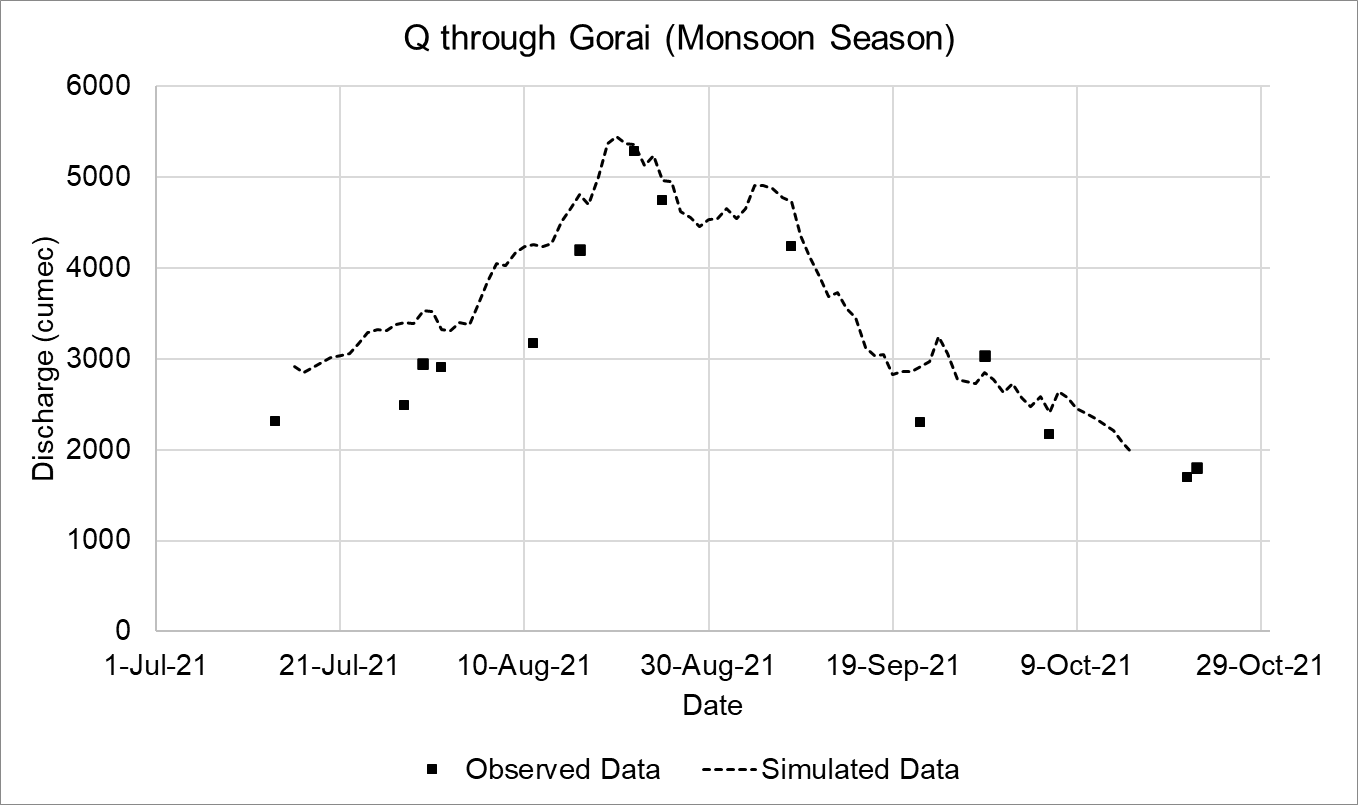 Q through Gorai (Monsoon Season)
6000
5000
4000
3000
2000
1000
0
Discharge (cumec)
1-Jul-21 21-Jul-21 10-Aug-21 30-Aug-21 19-Sep-21 9-Oct-21 29-Oct-21
Date
Observed Data Simulated Data